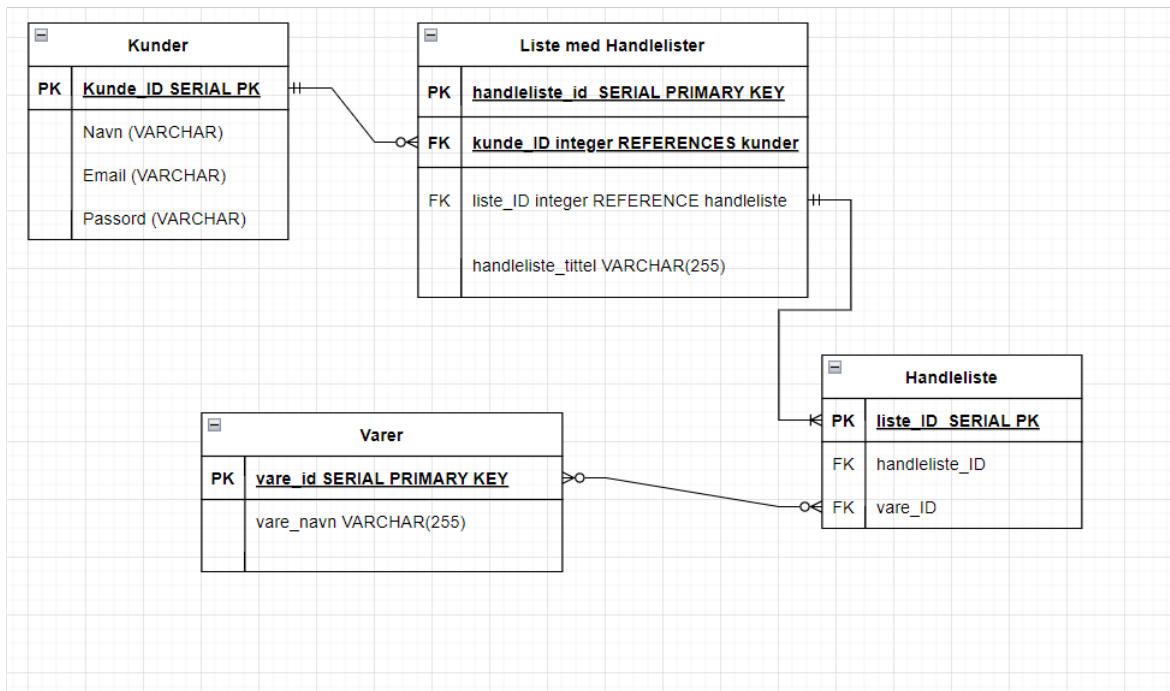 Kunder
PK Kunde_ID SERIAL PK
Navn (VARCHAR)
Email (VARCHAR)
Passord (VARCHAR)
Liste med Handlelister
PK handleliste_id SERIAL PRIMARY KEY
FK kunde_ID integer REFERENCES kunder
FK liste_ID integer REFERENCE handleliste
handleliste_tittel VARCHAR(255)
Handleliste
PK liste_ID SERIAL PK
FK handleliste_ID
FK vare_ID
Varer
PK vare_id SERIAL PRIMARY KEY
vare_navn VARCHAR(255)